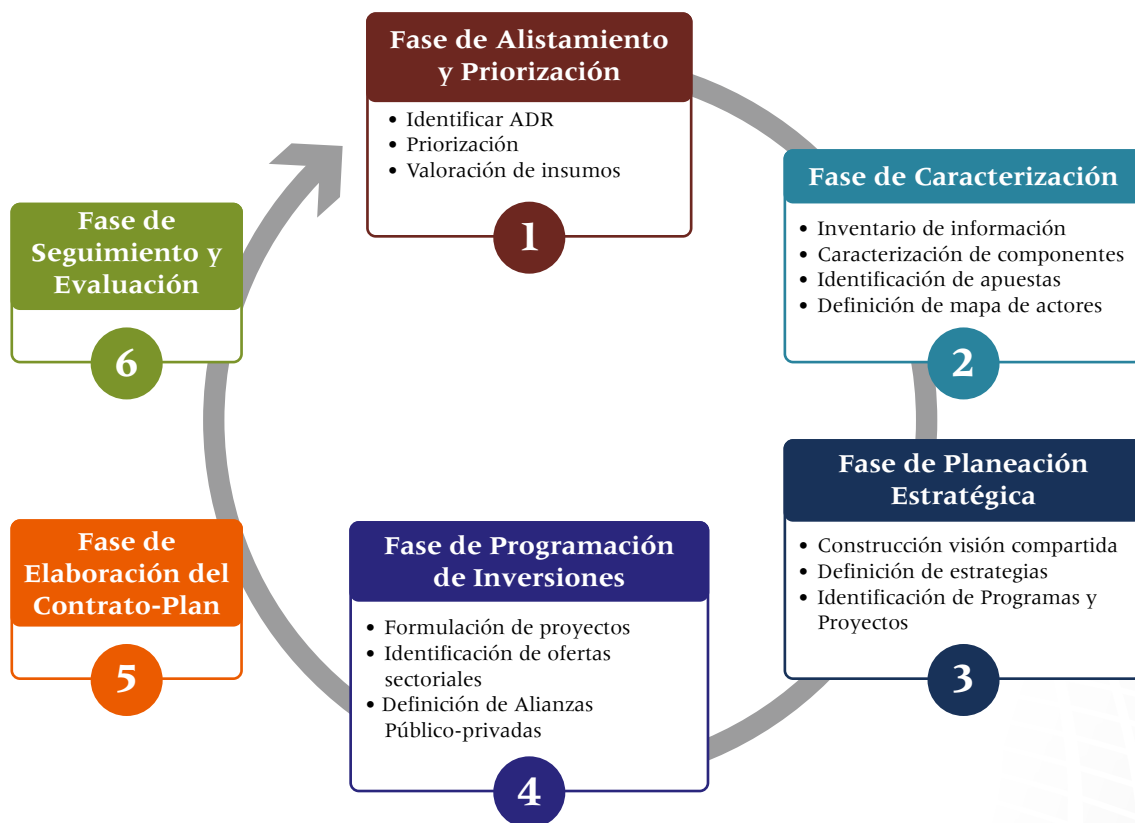 Fase de Alistamiento
y Priorización
• Identificar ADR
• Priorización
• Valoración de insumos
1
Fase de Caracterización
• Inventario de información
• Caracterización de componentes
• Identificación de apuestas
• Definición de mapa de actores
2
Fase de Planeación
Estratégica
• Construcción visión compartida
• Definición de estrategias
• Identificación de Programas y
Proyectos
3
Fase de Programación
de Inversiones
• Formulación de proyectos
• Identificación de ofertas
sectoriales
• Definición de Alianzas
Público-privadas
4
Fase de
Elaboración del
Contrato-Plan
5
Fase de
Seguimiento y
Evaluación
6